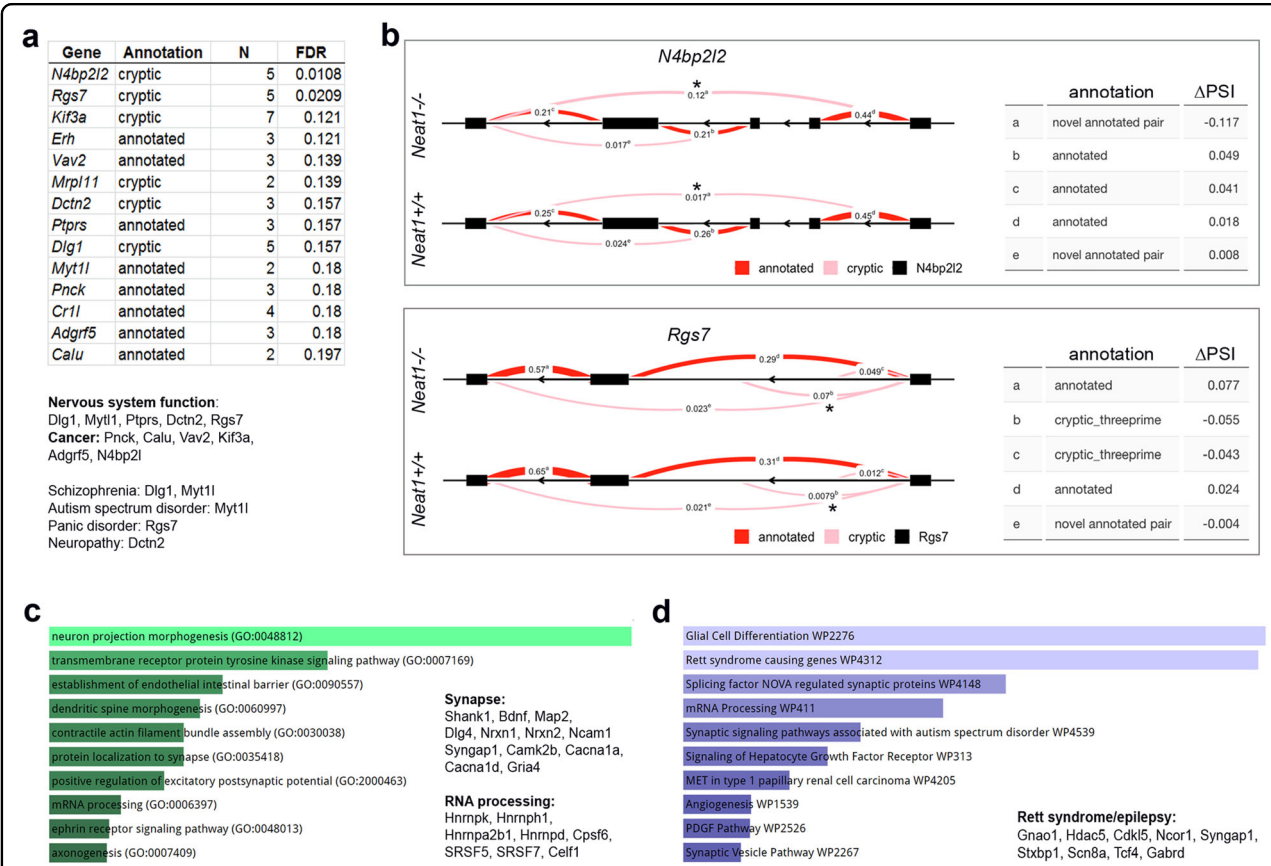 a
Gene Annotation N FDR
N4bp2l2 cryptic 5 0.0108
Rgs7 cryptic 5 0.0209
Kif3a cryptic 7 0.121
Erh annotated 3 0.121
Vav2 annotated 3 0.139
Mrpl11 cryptic 2 0.139
Dctn2 cryptic 3 0.157
Ptprs annotated 3 0.157
Dlg1 cryptic 5 0.157
Myt1l annotated 2 0.18
Pnck annotated 3 0.18
Cr1l annotated 4 0.18
Adgrf5 annotated 3 0.18
Calu annotated 2 0.197
Nervous system function:
Dlg1, Mytl1, Ptprs, Dctn2, Rgs7
Cancer: Pnck, Calu, Vav2, Kif3a,
Adgrf5, N4bp2l
Schizophrenia: Dlg1, Myt1l
Autism spectrum disorder: Myt1l
Panic disorder: Rgs7
Neuropathy: Dctn2
b
N4bp2l2
Neat1-/-
*
0.12a
0.21c
0.44d
0.21b
0.017e
Neat1+/+
*
0.017a
0.25c
0.45d
0.26b
0.024e
annotated cryptic N4bp2l2
annotation ΔPSI
a novel annotated pair -0.117
b annotated 0.049
c annotated 0.041
d annotated 0.018
e novel annotated pair 0.008
Rgs7
Neat1-/-
0.29d
0.57a
0.049c
0.07b
0.023e
*
Neat1+/+
0.31d
0.65a
0.012c
0.0079b
0.021e
*
annotated cryptic Rgs7
annotation ΔPSI
a annotated 0.077
b cryptic_threeprime -0.055
c cryptic_threeprime -0.043
d annotated 0.024
e novel annotated pair -0.004
c
neuron projection morphogenesis (GO:0048812)
transmembrane receptor protein tyrosine kinase signaling pathway (GO:0007169)
establishment of endothelial intestinal barrier (GO:0090557)
dendritic spine morphogenesis (GO:0060997)
contractile actin filament bundle assembly (GO:0030038)
protein localization to synapse (GO:0035418)
positive regulation of excitatory postsynaptic potential (GO:2000463)
mRNA processing (GO:0006397)
ephrin receptor signaling pathway (GO:0048013)
axonogenesis (GO:0007409)
Synapse:
Shank1, Bdnf, Map2,
Dlg4, Nrxn1, Nrxn2, Ncam1
Syngap1, Camk2b, Cacna1a,
Cacna1d, Gria4
RNA processing:
Hnrnpk, Hnrnph1,
Hnrnpa2b1, Hnrnpd, Cpsf6,
SRSF5, SRSF7, Celf1
d
Glial Cell Differentiation WP2276
Rett syndrome causing genes WP4312
Splicing factor NOVA regulated synaptic proteins WP4148
mRNA Processing WP411
Synaptic signaling pathways associated with autism spectrum disorder WP4539
Signaling of Hepatocyte Growth Factor Receptor WP313
MET in type 1 papillary renal cell carcinoma WP4205
Angiogenesis WP1539
PDGF Pathway WP2526
Synaptic Vesicle Pathway WP2267
Rett syndrome/epilepsy:
Gnao1, Hdac5, Cdkl5, Ncor1, Syngap1,
Stxbp1, Scn8a, Tcf4, Gabrd